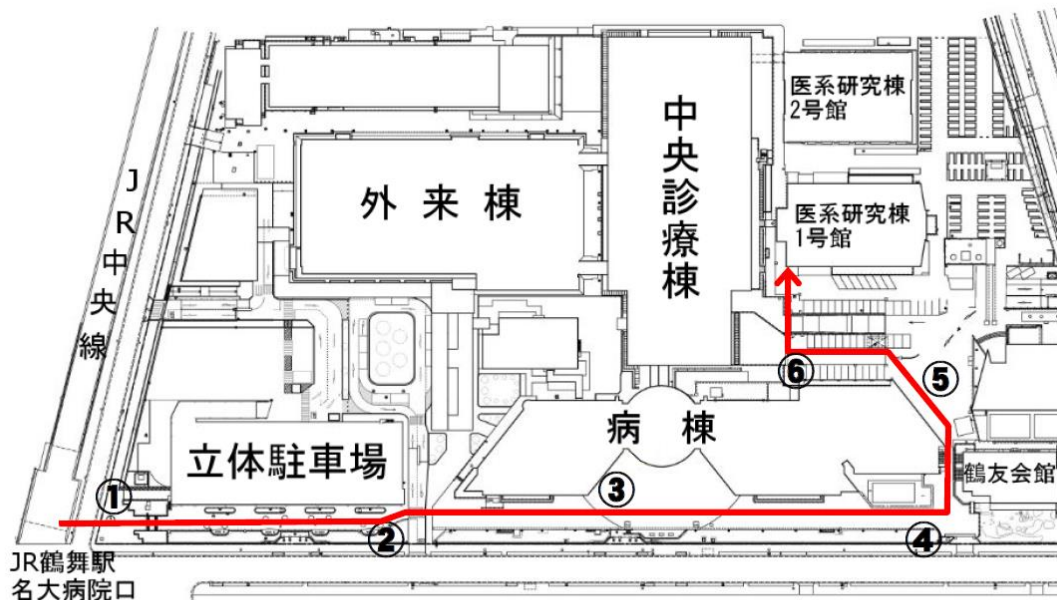 医系研究棟
2号館
中央診療棟
外来棟
医系研究棟
1号館
JR中央線
⑥
⑤
病棟
立体駐車場
鶴友会館
③
①
②
④
JR鶴舞駅
名大病院口